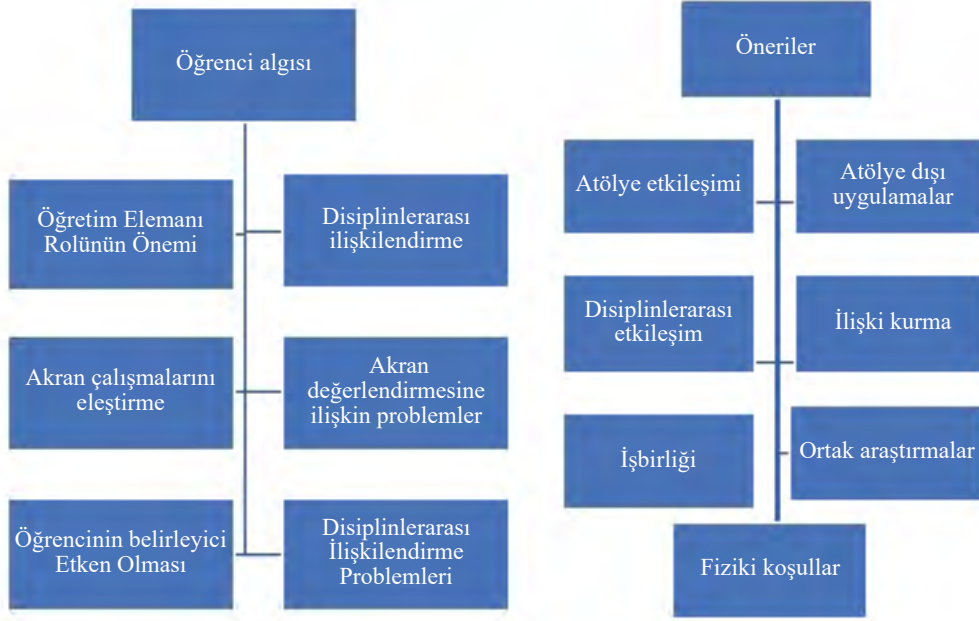 Öğrenci algısı
Öğretim Elemanı
Rolünün Önemi
Disiplinlerarası
ilişkilendirme
Akran çalışmalarını
eleştirme
Akran
değerlendirmesine
ilişkin problemler
Öğrencinin belirleyici
Etken Olması
Disiplinlerarası
İlişkilendirme
Problemleri
Öneriler
Atölye etkileşimi
Atölye dışı
uygulamalar
Disiplinlerarası
etkileşim
İlişki kurma
İşbirliği
Ortak araştırmalar
Fiziki koşullar